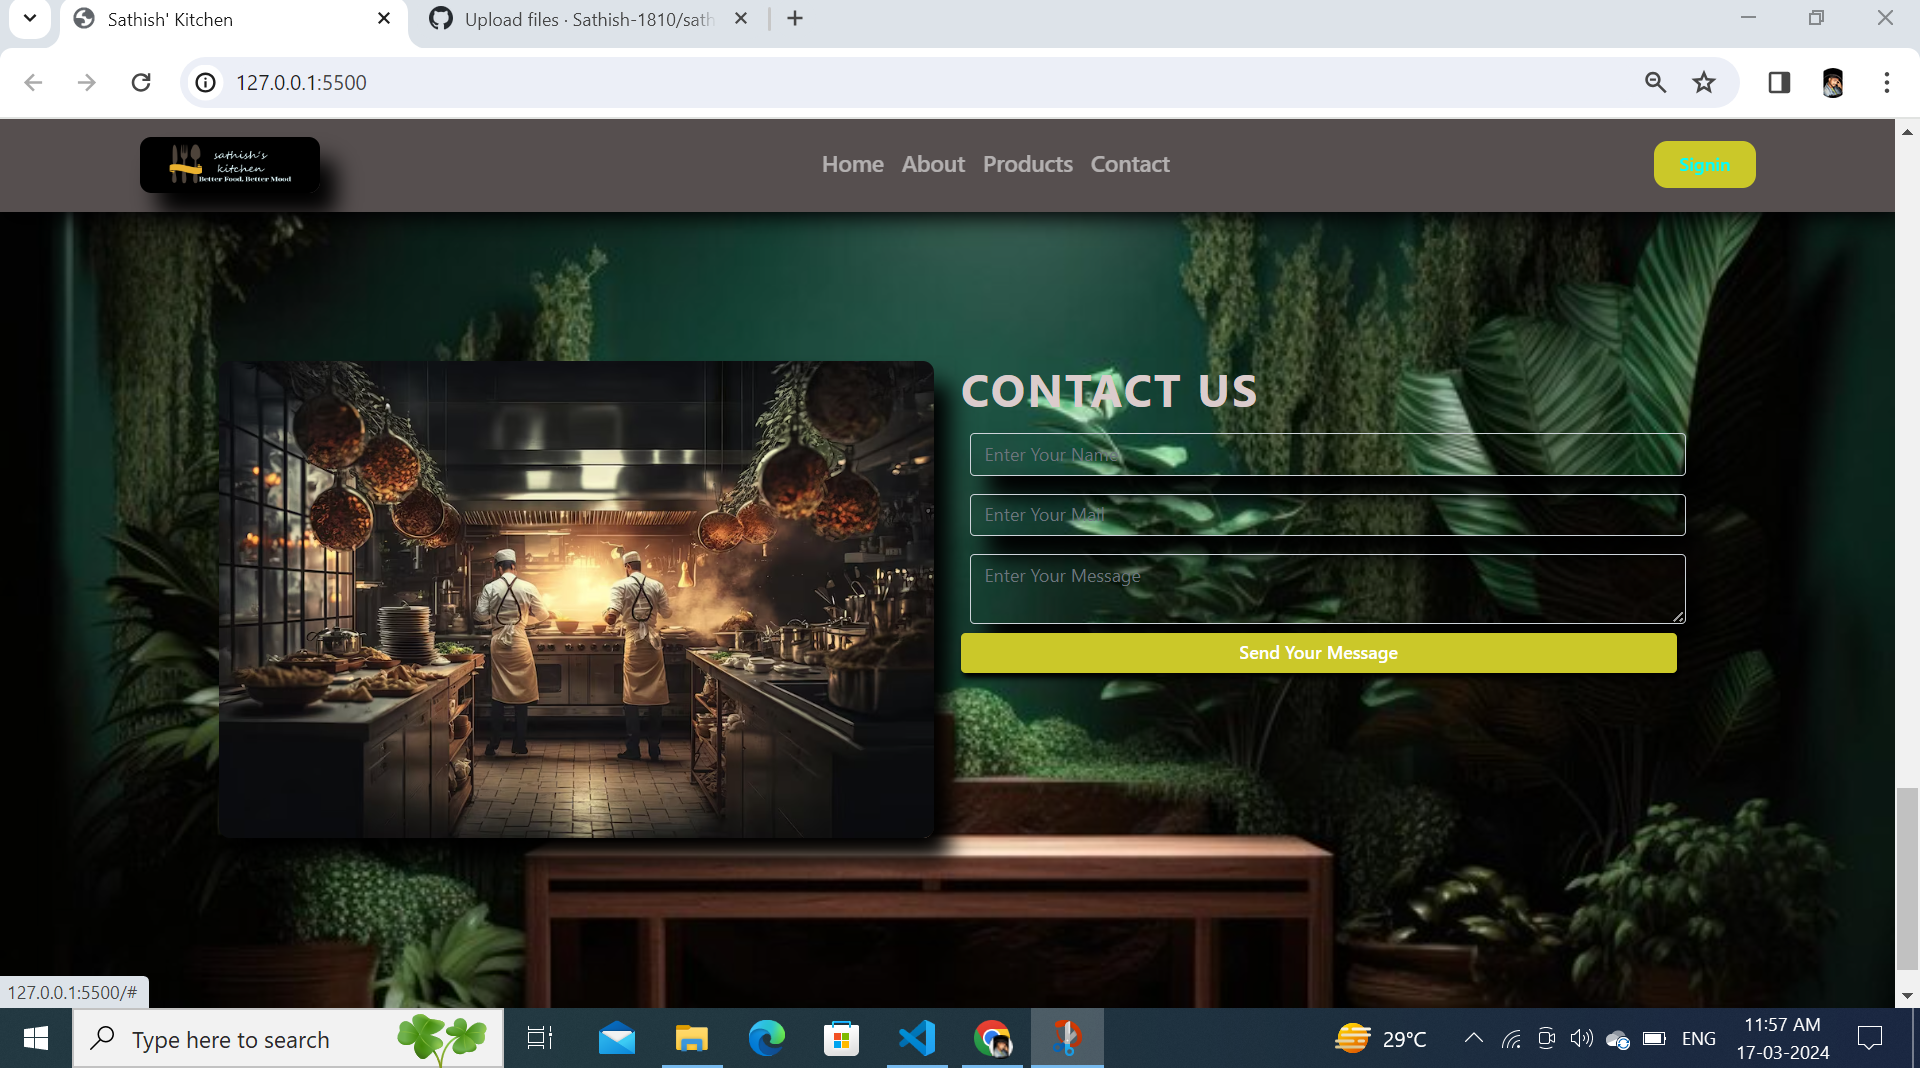 Sathish' Kitchen
Upload files · Sathish-1810/sath
127.0.0.1:5500
sathish's
kitchen
Better Food, Better Mood
Home About Products Contact
Signin
CONTACT US
Enter Your Name
Enter Your Mail
Enter Your Message
Send Your Message
127.0.0.1:5500/#
Type here to search
29°C
ENG
11:57 AM
17-03-2024